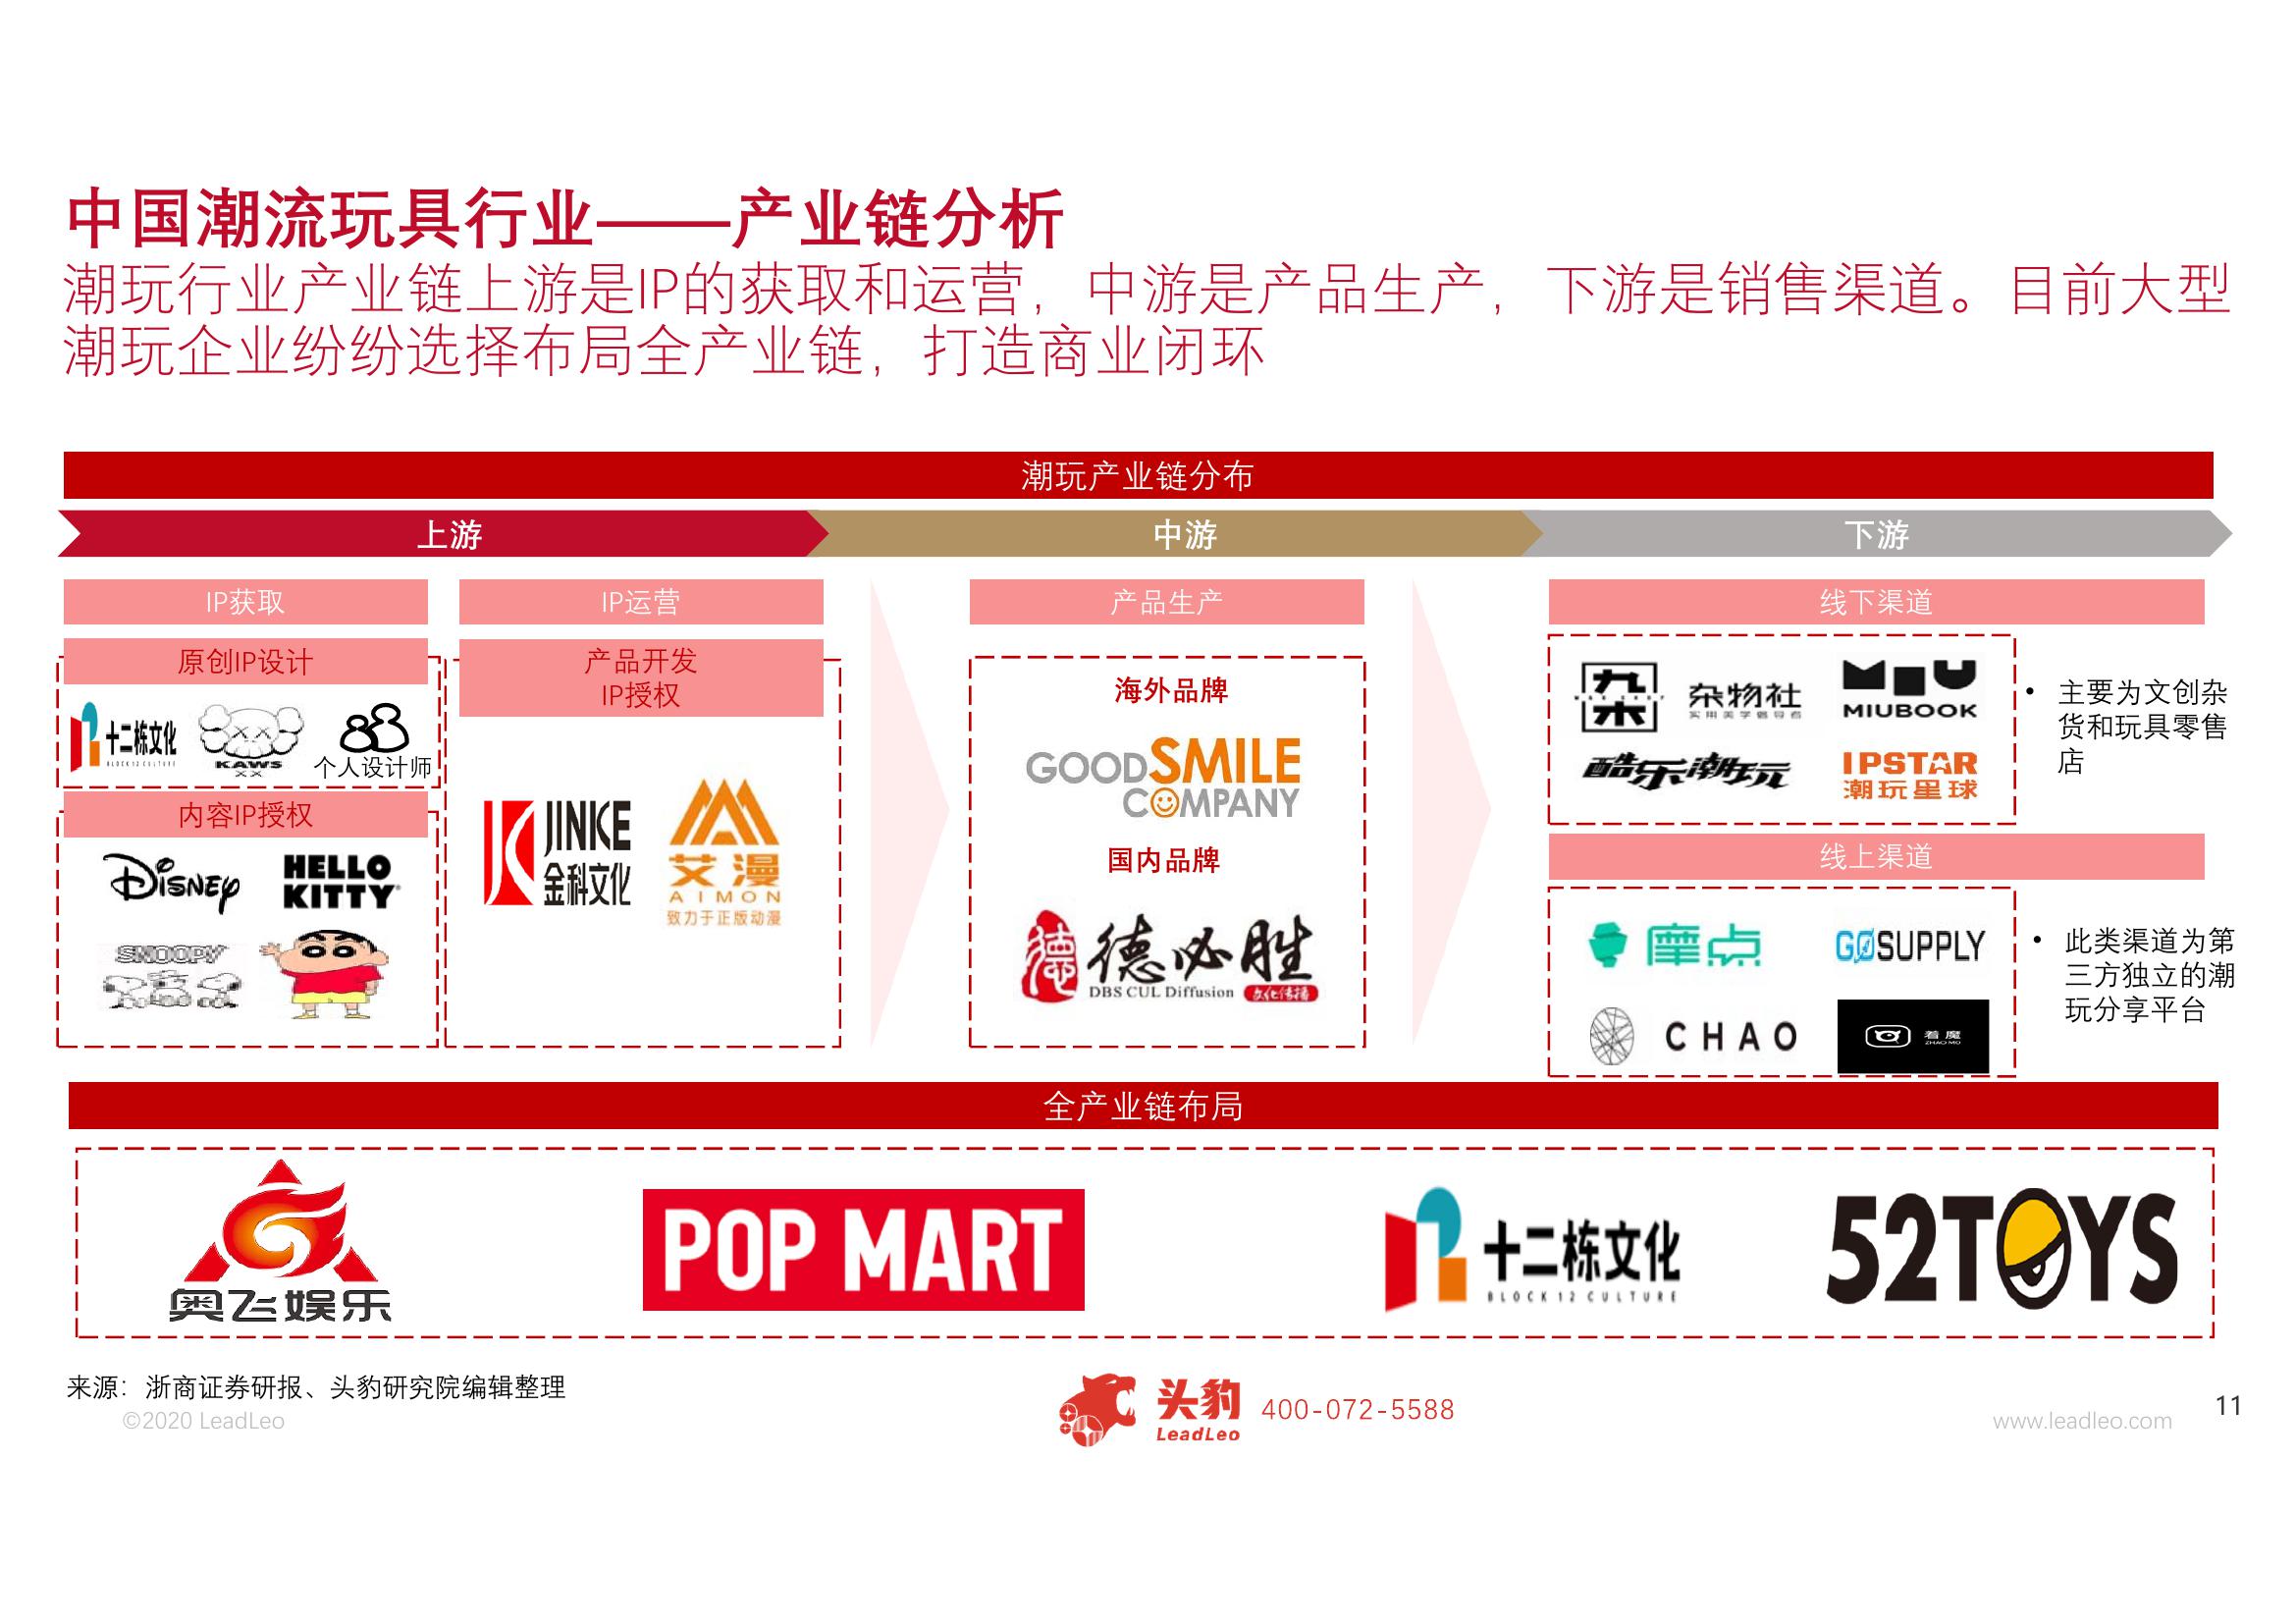 中国潮流玩具行业——产业链分析
潮玩行业产业链上游是IP的获取和运营，中游是产品生产，下游是销售渠道。目前大型
潮玩企业纷纷选择布局全产业链，打造商业闭环
潮玩产业链分布
上游
中游
下游
IP获取
原创IP设计
十二栋文化
BLOCK 12 CULTURE
KAWS
XX
个人设计师
内容IP授权
Disney
HELLO
KITTY
SNOOPY
IP运营
产品开发
IP授权
JINKE
金科文化
艾漫
AIMON
致力于正版动漫
产品生产
海外品牌
GOODSMILE
COMPANY
国内品牌
德
德必胜
DBS CUL Diffusion 文化传播
线下渠道
杂物社
实用美学倡导者
MIUBOOK
酷乐潮玩
IPSTAR
潮玩星球
主要为文创杂
货和玩具零售
店
线上渠道
摩点
GOSUPPLY
CHAO
着魔
ZHAO MO
此类渠道为第
三方独立的潮
玩分享平台
全产业链布局
奥飞娱乐
POP MART
十二栋文化
BLOCK 12 CULTURE
52TOYS
来源：浙商证券研报、头豹研究院编辑整理
©2020 LeadLeo
头豹
LeadLeo
400-072-5588
www.leadleo.com
11